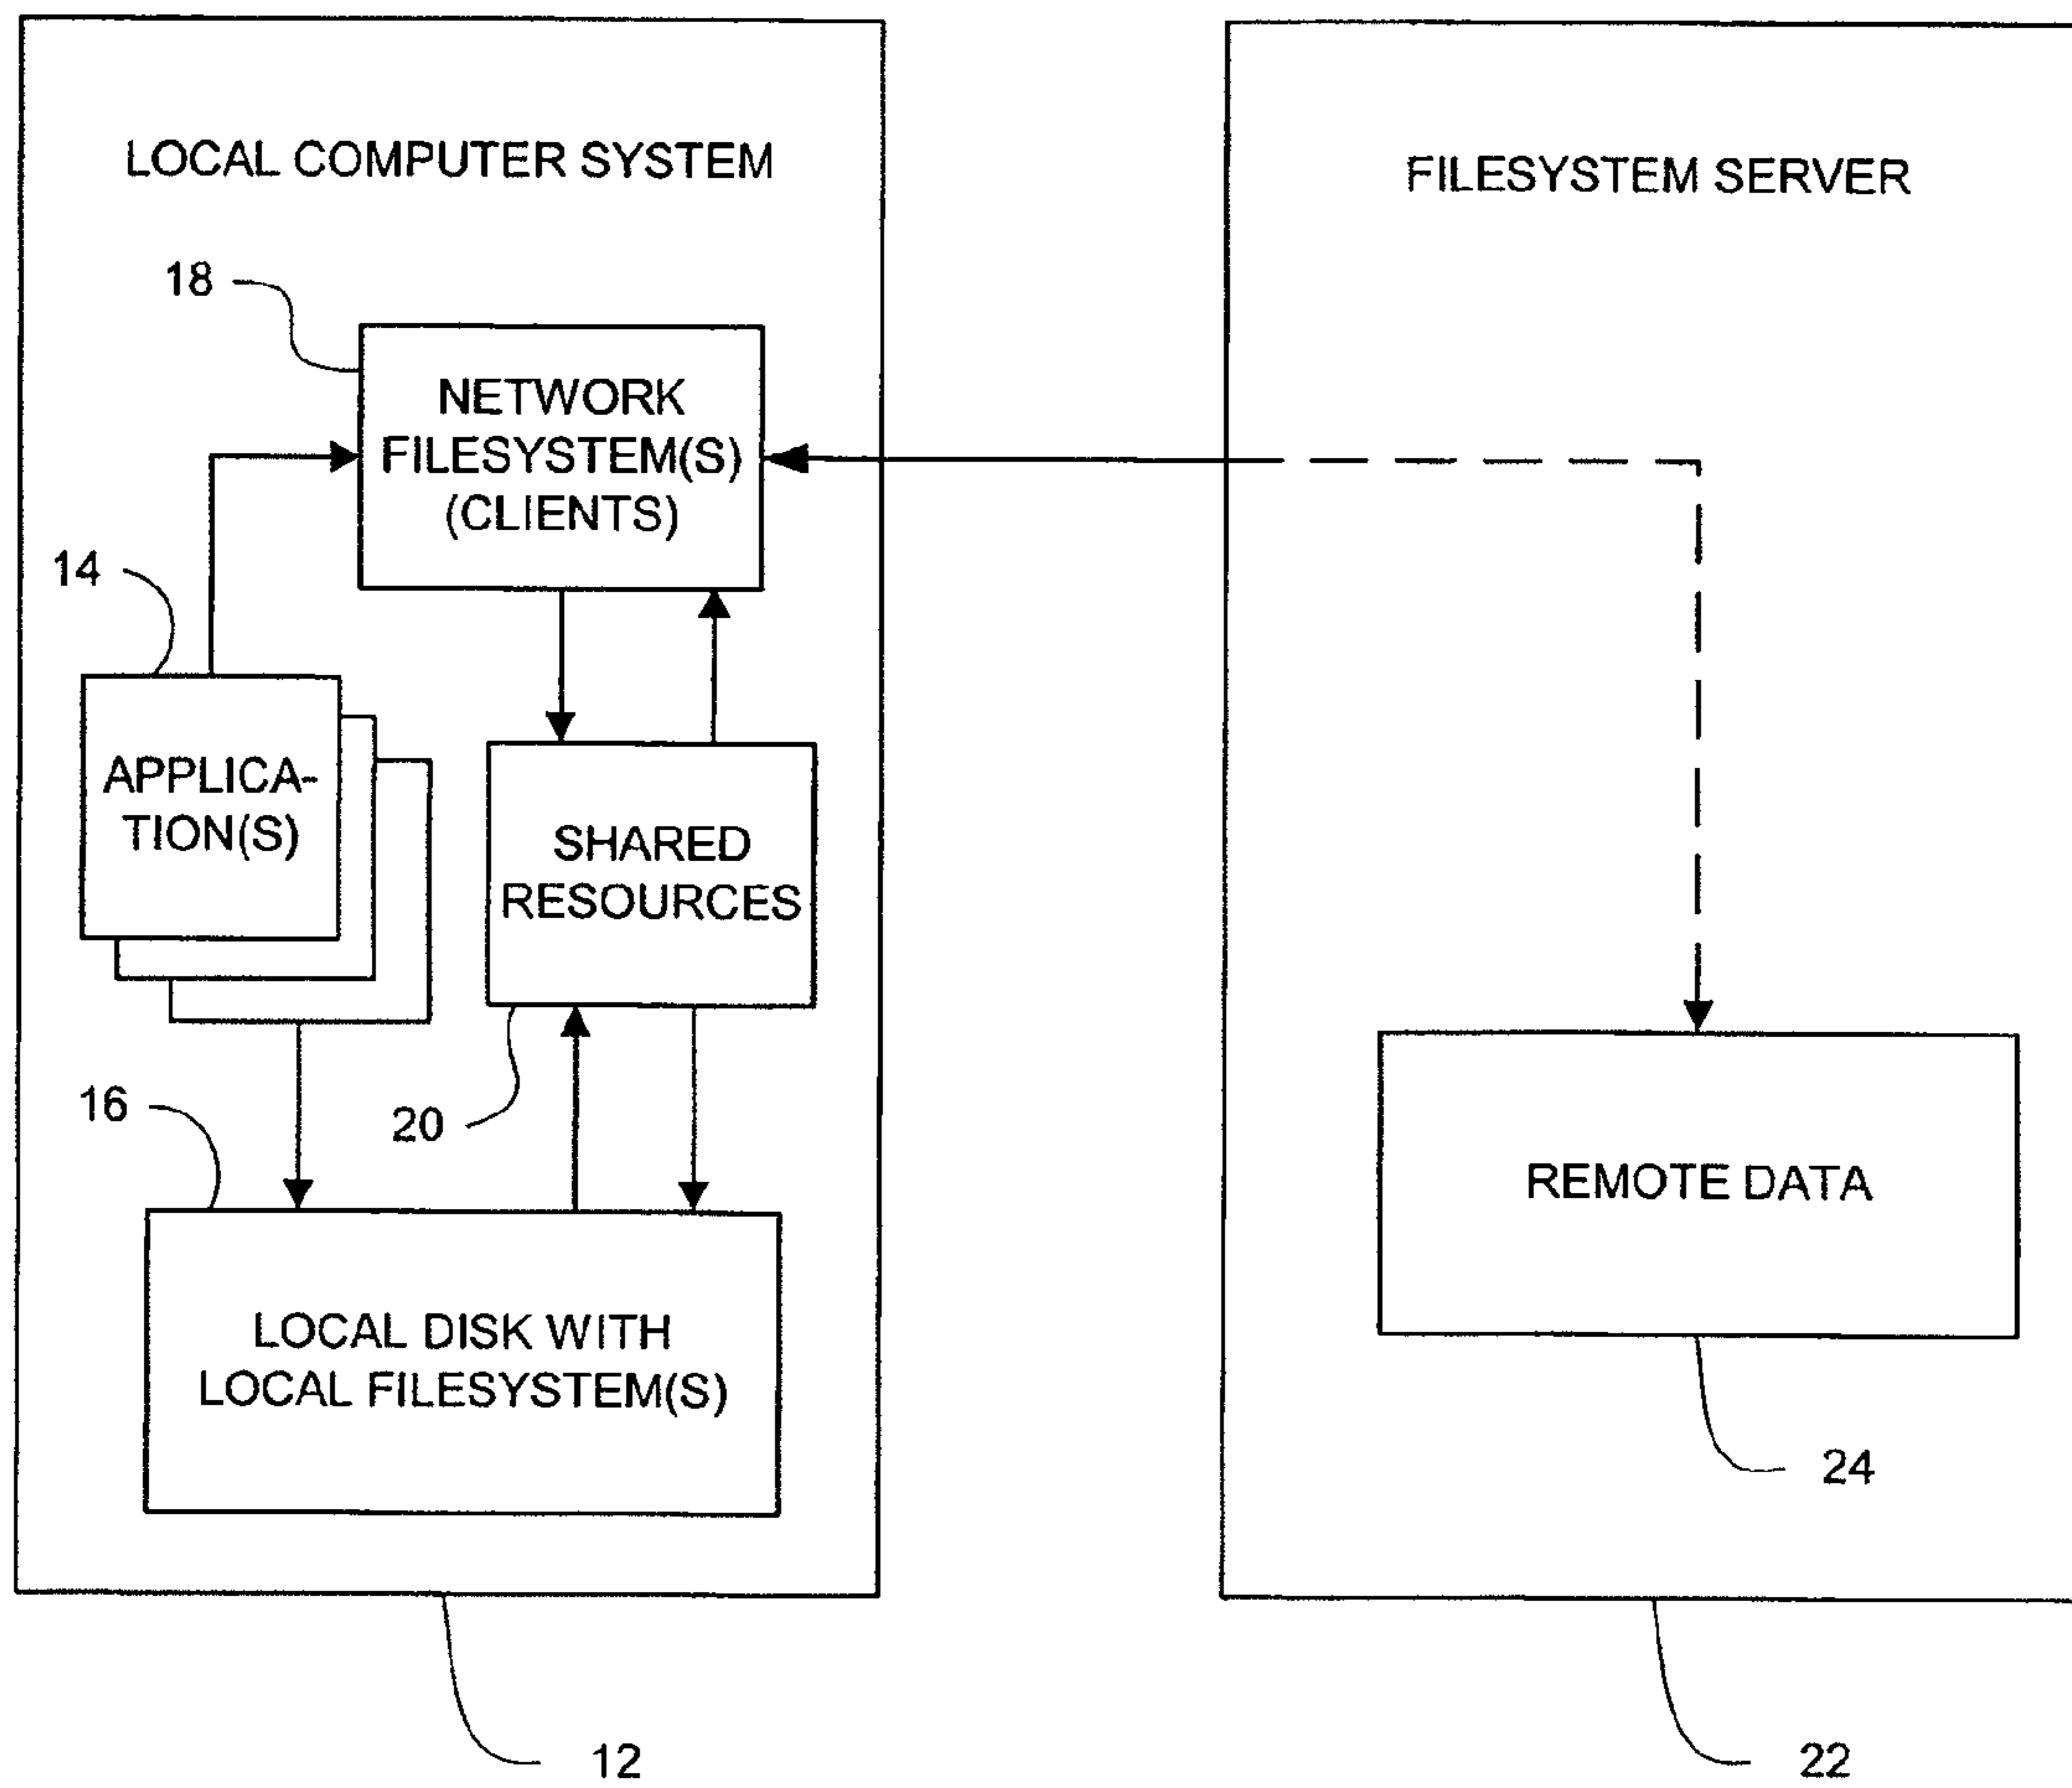 LOCAL COMPUTER SYSTEM
18
NETWORK
FILESYSTEM(S)
(CLIENTS)
14
APPLICA-
TION(S)
SHARED
RESOURCES
16
20
LOCAL DISK WITH
LOCAL FILESYSTEM(S)
12
FILESYSTEM SERVER
REMOTE DATA
24
22